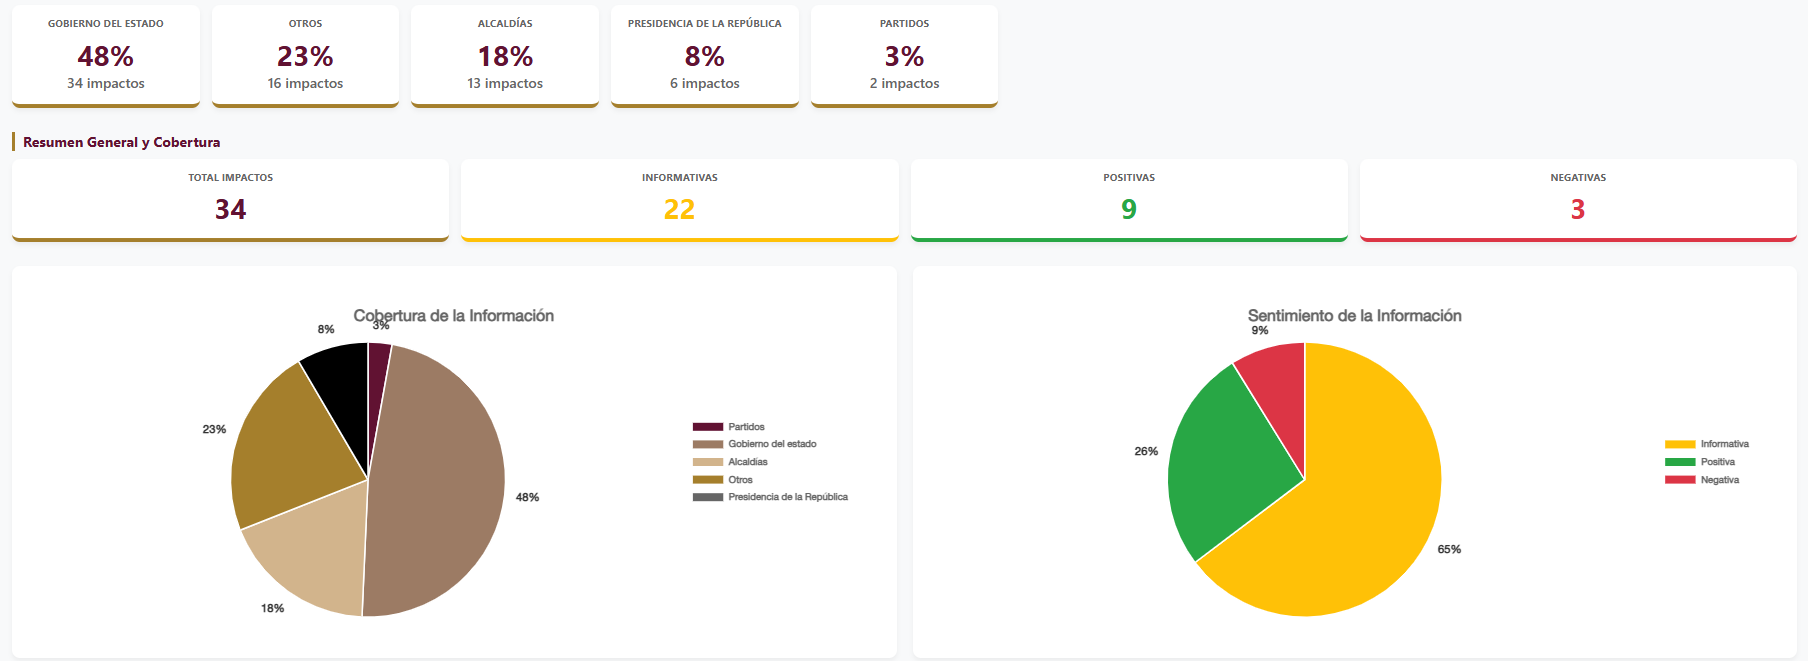 GOBIERNO DEL ESTADO
48%
34 impactos
OTROS
23%
16 impactos
ALCALDÍAS
18%
13 impactos
PRESIDENCIA DE LA REPÚBLICA
8%
6 impactos
PARTIDOS
3%
2 impactos
Resumen General y Cobertura
TOTAL IMPACTOS
34
INFORMATIVAS
22
POSITIVAS
9
NEGATIVAS
3
Cobertura de la Información
3%
8%
23%
48%
18%
Partidos
Gobierno del estado
Alcaldías
Otros
Presidencia de la República
Sentimiento de la Información
9%
26%
65%
Informativa
Positiva
Negativa